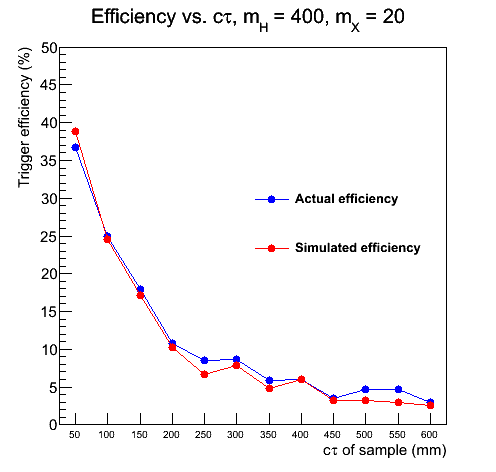 Efficiency vs. cτ, m_H = 400, m_X = 20
Trigger efficiency (%)
50
45
40
35
30
25
20
15
10
5
0
Actual efficiency
Simulated efficiency
50 100 150 200 250 300 350 400 450 500 550 600
cτ of sample (mm)